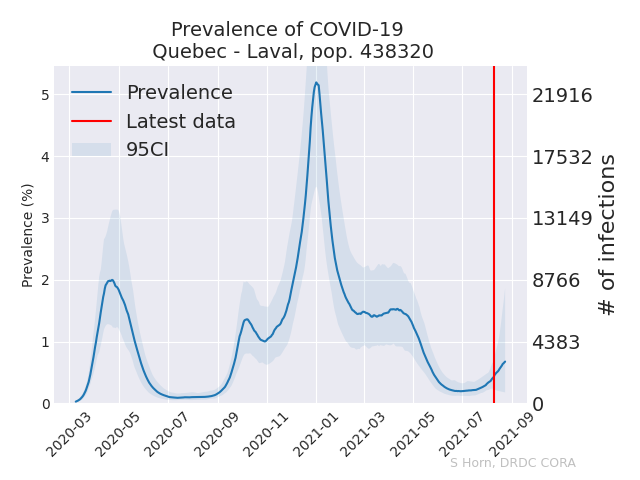 Prevalence of COVID-19
Quebec - Laval, pop. 438320
Prevalence
Latest data
95CI
Prevalence (%)
5
4
3
2
1
0
21916
17532
13149
8766
4383
0
# of infections
2020-03
2020-05
2020-07
2020-09
2020-11
2021-01
2021-03
2021-05
2021-07
2021-09
S Horn, DRDC CORA